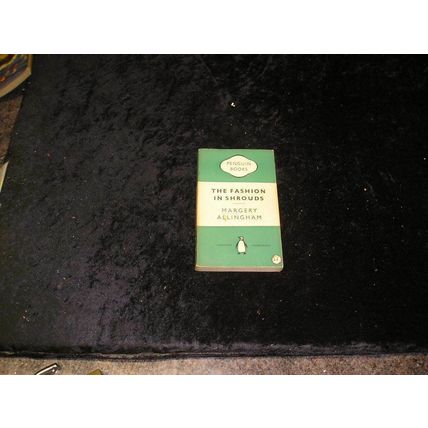 PENGUIN
BOOKS
THE FASHION
IN SHROUDS
MARGERY
ALLINGHAM